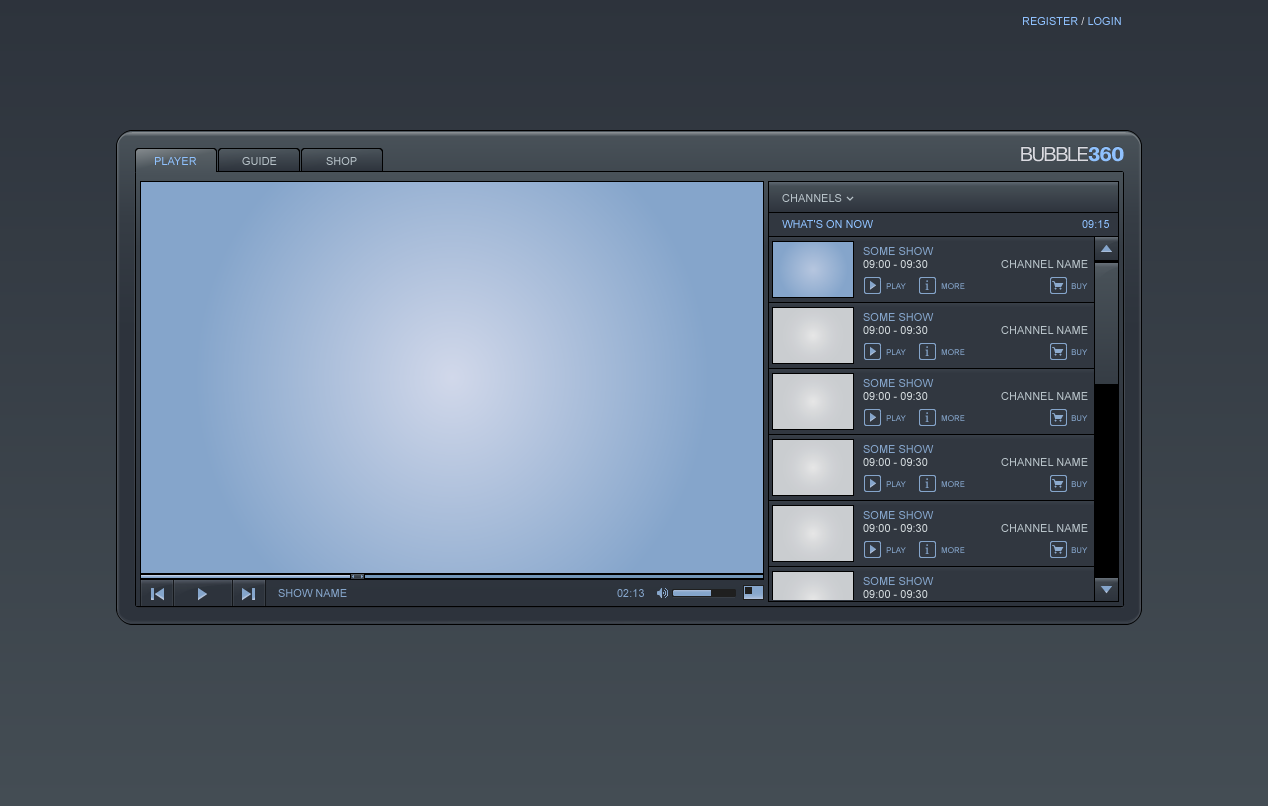 REGISTER / LOGIN
PLAYER GUIDE SHOP
BUBBLE360
CHANNELS
WHAT'S ON NOW 09:15
SOME SHOW
09:00 - 09:30 CHANNEL NAME
PLAY i MORE BUY
SOME SHOW
09:00 - 09:30 CHANNEL NAME
PLAY i MORE BUY
SOME SHOW
09:00 - 09:30 CHANNEL NAME
PLAY i MORE BUY
SOME SHOW
09:00 - 09:30 CHANNEL NAME
PLAY i MORE BUY
SOME SHOW
09:00 - 09:30 CHANNEL NAME
PLAY i MORE BUY
SOME SHOW
09:00 - 09:30
SHOW NAME 02:13